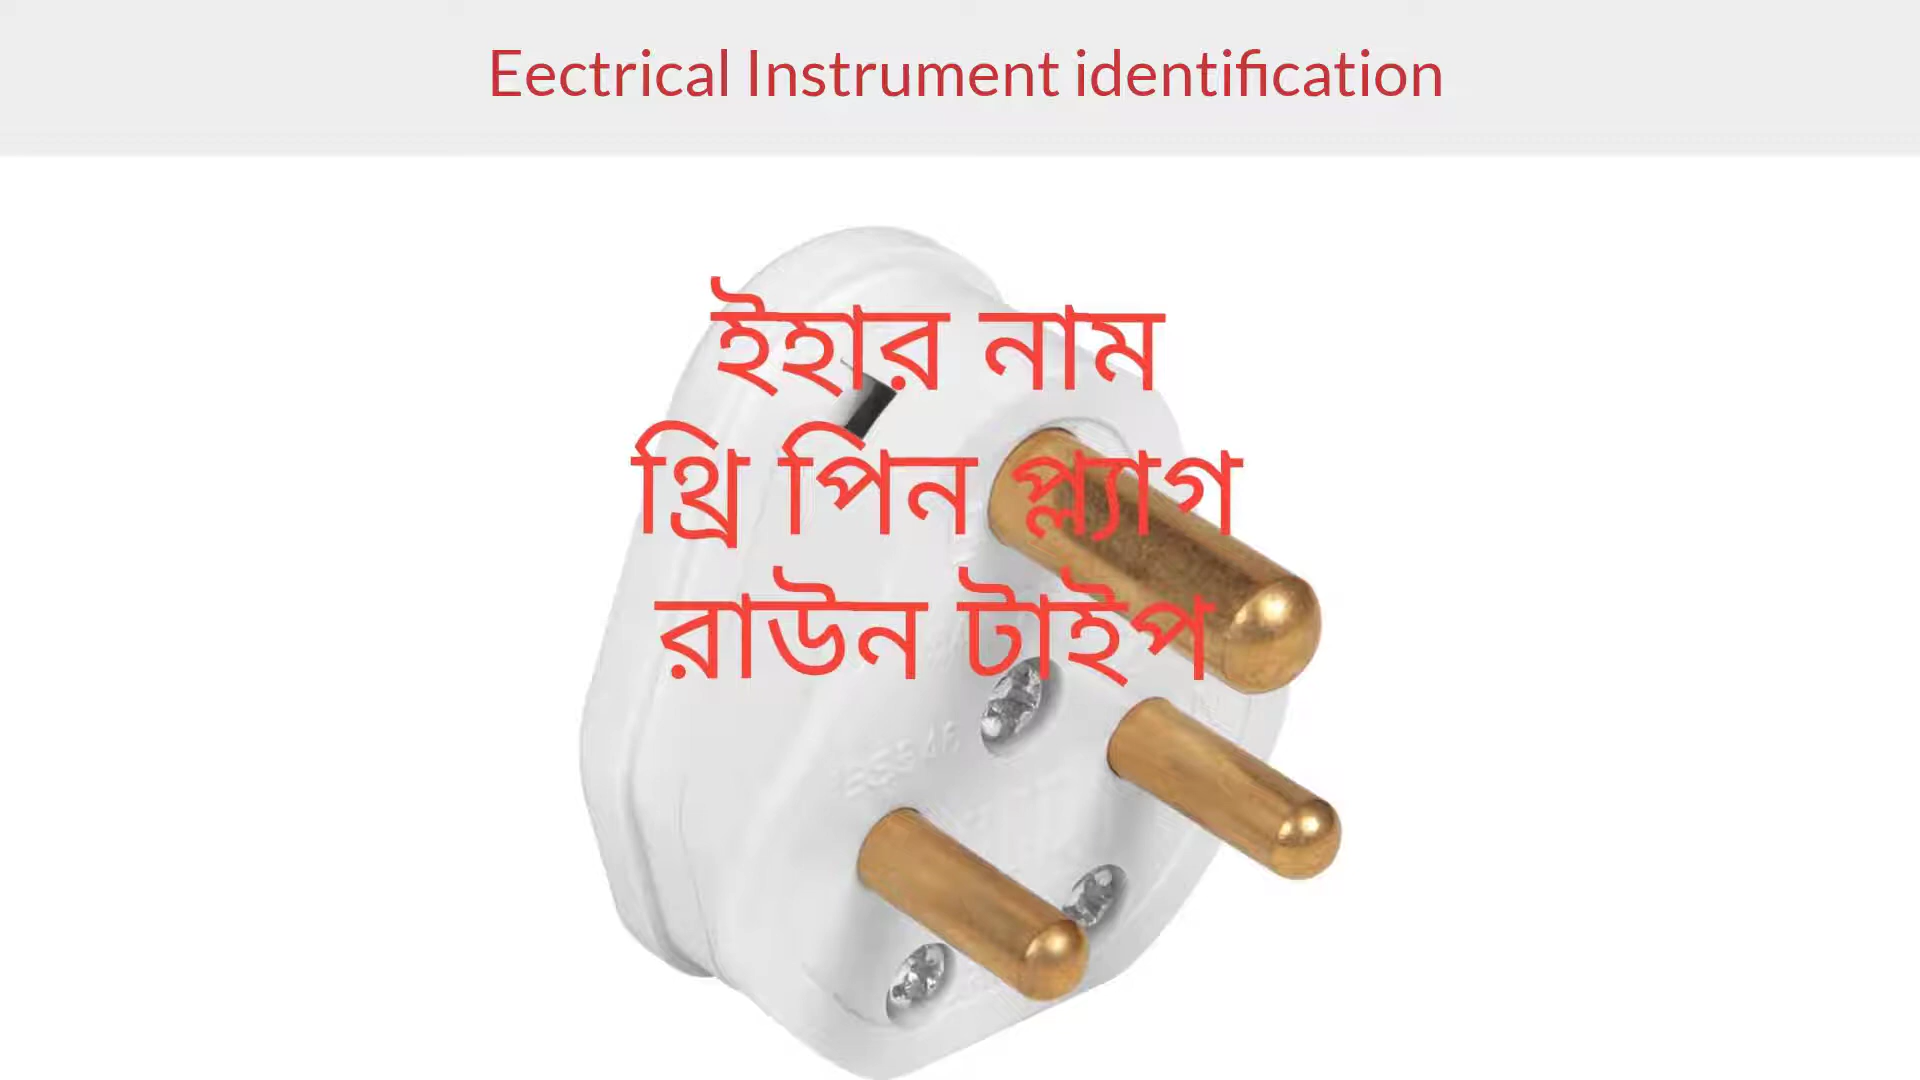 Eectrical Instrument identification
ইহার নাম
থ্রি পিন প্ল্যাগ
রাউন টাইপ